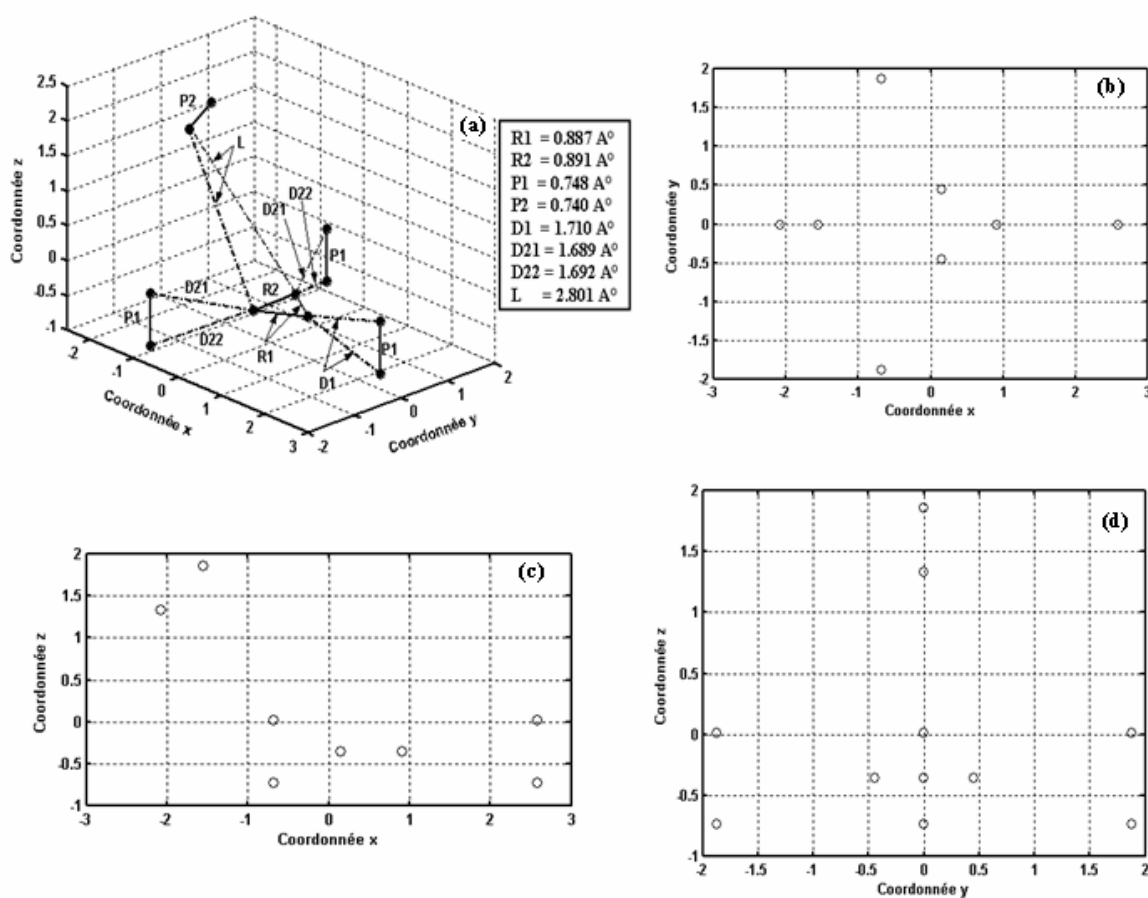 (a)
2.5
2
1.5
1
0.5
0
-0.5
-1
Coordonnée z
-2
-1
0
1
2
3
Coordonnée x
-2
-1
0
1
2
Coordonnée y
P2
L
D21
D22
P1
D21
R2
P1
D22
R1
D1
P1
R1 = 0.887 A°
R2 = 0.891 A°
P1 = 0.748 A°
P2 = 0.740 A°
D1 = 1.710 A°
D21 = 1.689 A°
D22 = 1.692 A°
L = 2.801 A°
(b)
2
1.5
1
0.5
0
-0.5
-1
-1.5
-2
Coordonnée y
-3
-2
-1
0
1
2
3
Coordonnée x
(c)
2
1.5
1
0.5
0
-0.5
-1
Coordonnée z
-3
-2
-1
0
1
2
3
Coordonnée x
(d)
2
1.5
1
0.5
0
-0.5
-1
Coordonnée z
-2
-1.5
-1
-0.5
0
0.5
1
1.5
2
Coordonnée y